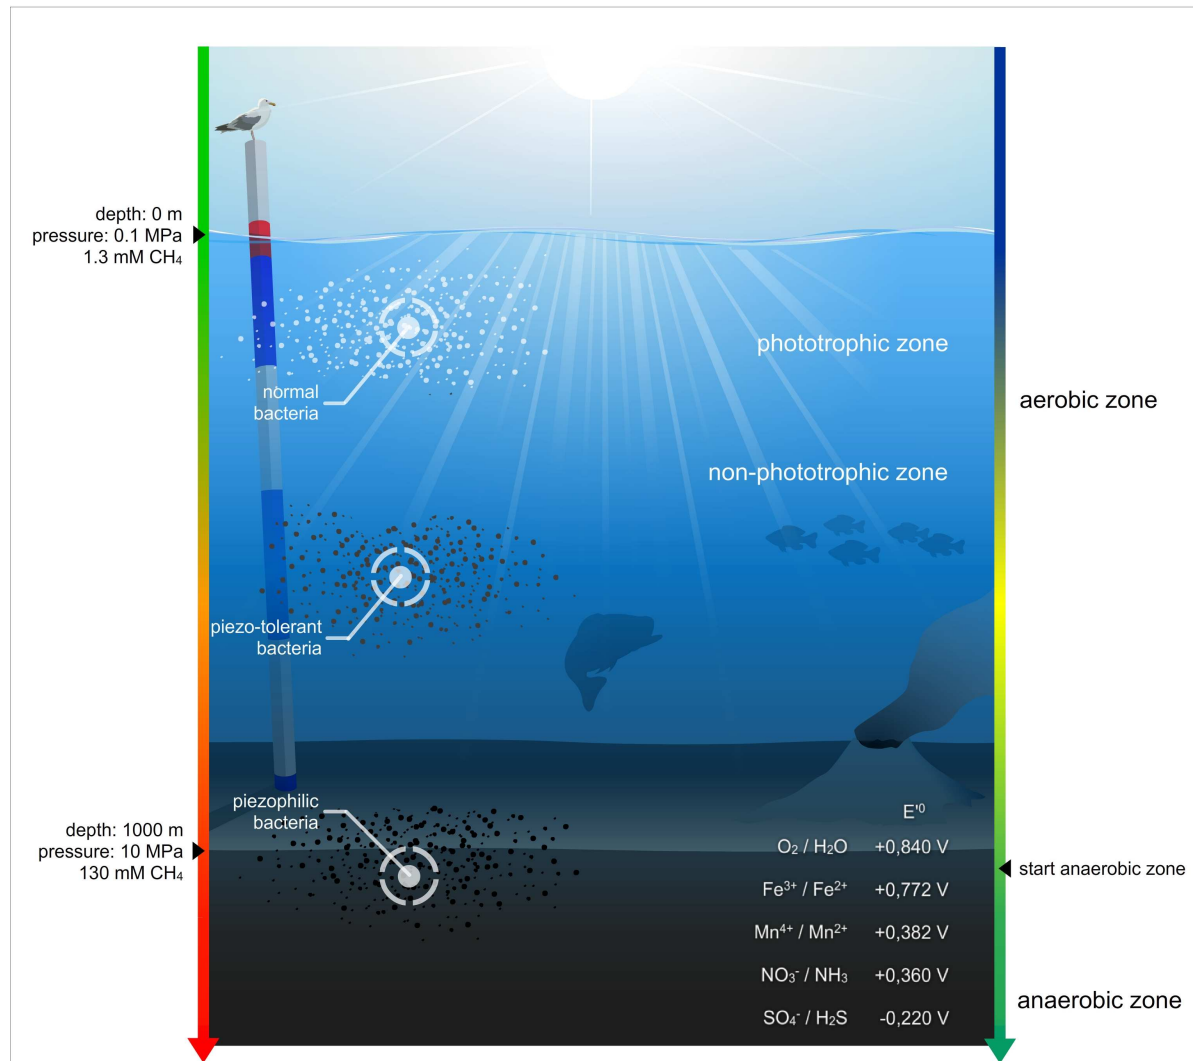 depth: 0 m
pressure: 0.1 MPa
1.3 mM CH₄
phototrophic zone
normal
bacteria
aerobic zone
non-phototrophic zone
piezo-tolerant
bacteria
piezophilic
bacteria
E'⁰
depth: 1000 m
pressure: 10 MPa
130 mM CH₄
O₂ / H₂O +0,840 V
start anaerobic zone
Fe³⁺ / Fe²⁺ +0,772 V
Mn⁴⁺ / Mn²⁺ +0,382 V
NO₃⁻ / NH₃ +0,360 V
anaerobic zone
SO₄⁻ / H₂S -0,220 V